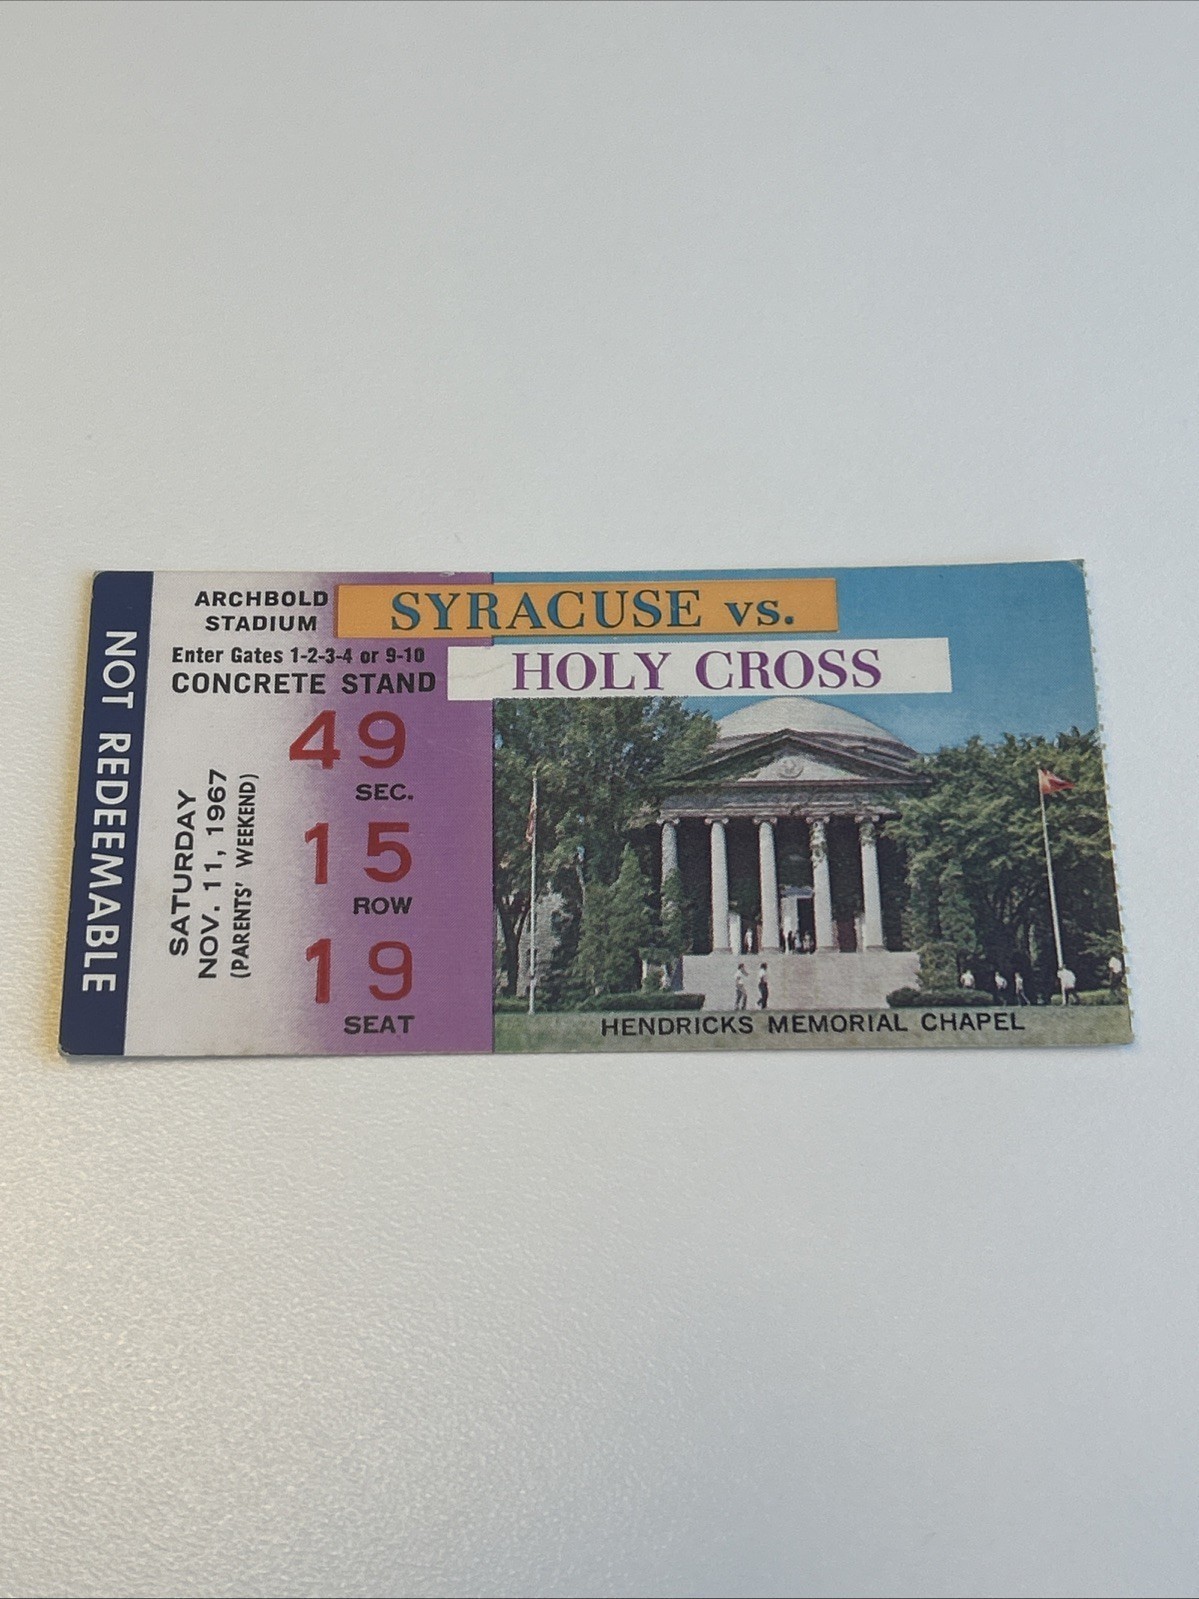 NOT REDEEMABLE
ARCHBOLD
STADIUM
Enter Gates 1-2-3-4 or 9-10
CONCRETE STAND
SATURDAY
NOV. 11, 1967
(PARENTS' WEEKEND)
49
SEC.
15
ROW
19
SEAT
SYRACUSE vs.
HOLY CROSS
HENDRICKS MEMORIAL CHAPEL